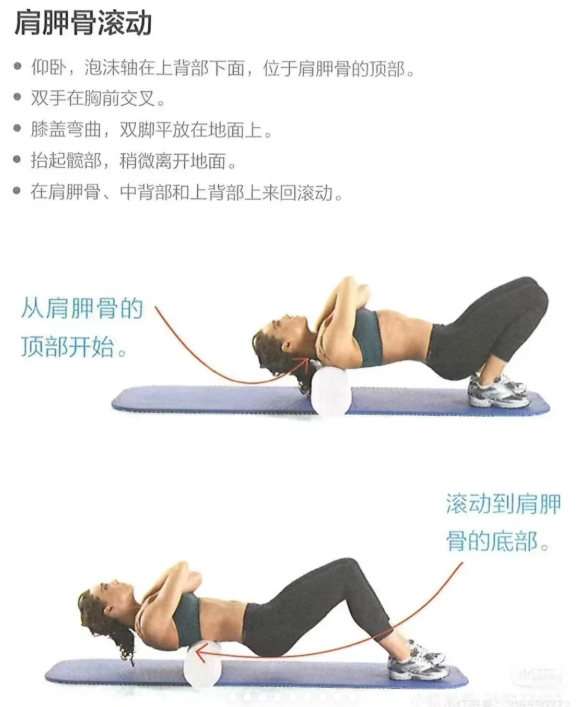 肩胛骨滚动
仰卧，泡沫轴在上背部下面，位于肩胛骨的顶部。
双手在胸前交叉。
膝盖弯曲，双脚平放在地面上。
抬起髋部，稍微离开地面。
在肩胛骨、中背部和上背部上来回滚动。
从肩胛骨的
顶部开始。
滚动到肩胛
骨的底部。
小红书